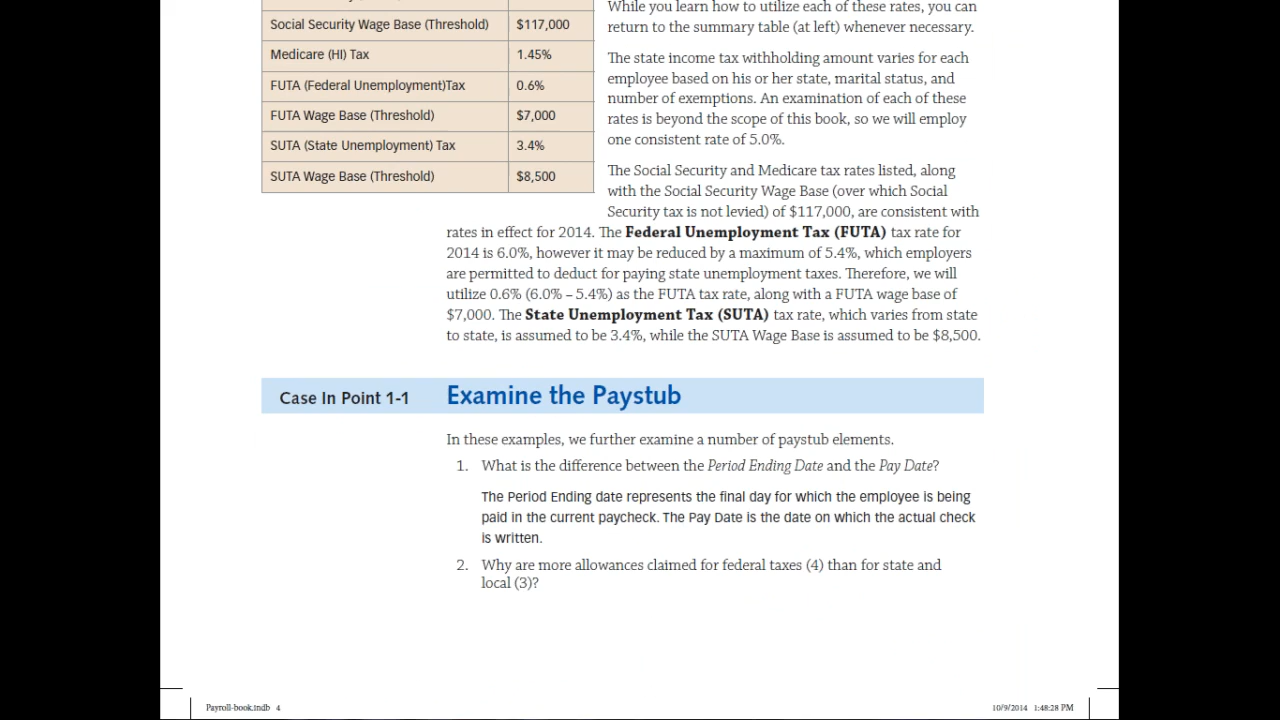 Social Security Wage Base (Threshold) $117,000
Medicare (HI) Tax 1.45%
FUTA (Federal Unemployment)Tax 0.6%
FUTA Wage Base (Threshold) $7,000
SUTA (State Unemployment) Tax 3.4%
SUTA Wage Base (Threshold) $8,500
While you learn how to utilize each of these rates, you can
return to the summary table (at left) whenever necessary.
The state income tax withholding amount varies for each
employee based on his or her state, marital status, and
number of exemptions. An examination of each of these
rates is beyond the scope of this book, so we will employ
one consistent rate of 5.0%.
The Social Security and Medicare tax rates listed, along
with the Social Security Wage Base (over which Social
Security tax is not levied) of $117,000, are consistent with
rates in effect for 2014. The Federal Unemployment Tax (FUTA) tax rate for
2014 is 6.0%, however it may be reduced by a maximum of 5.4%, which employers
are permitted to deduct for paying state unemployment taxes. Therefore, we will
utilize 0.6% (6.0% – 5.4%) as the FUTA tax rate, along with a FUTA wage base of
$7,000. The State Unemployment Tax (SUTA) tax rate, which varies from state
to state, is assumed to be 3.4%, while the SUTA Wage Base is assumed to be $8,500.
Case In Point 1-1 Examine the Paystub
In these examples, we further examine a number of paystub elements.
1. What is the difference between the Period Ending Date and the Pay Date?
The Period Ending date represents the final day for which the employee is being
paid in the current paycheck. The Pay Date is the date on which the actual check
is written.
2. Why are more allowances claimed for federal taxes (4) than for state and
local (3)?
Payroll-book.indb 4 10/9/2014 1:48:28 PM